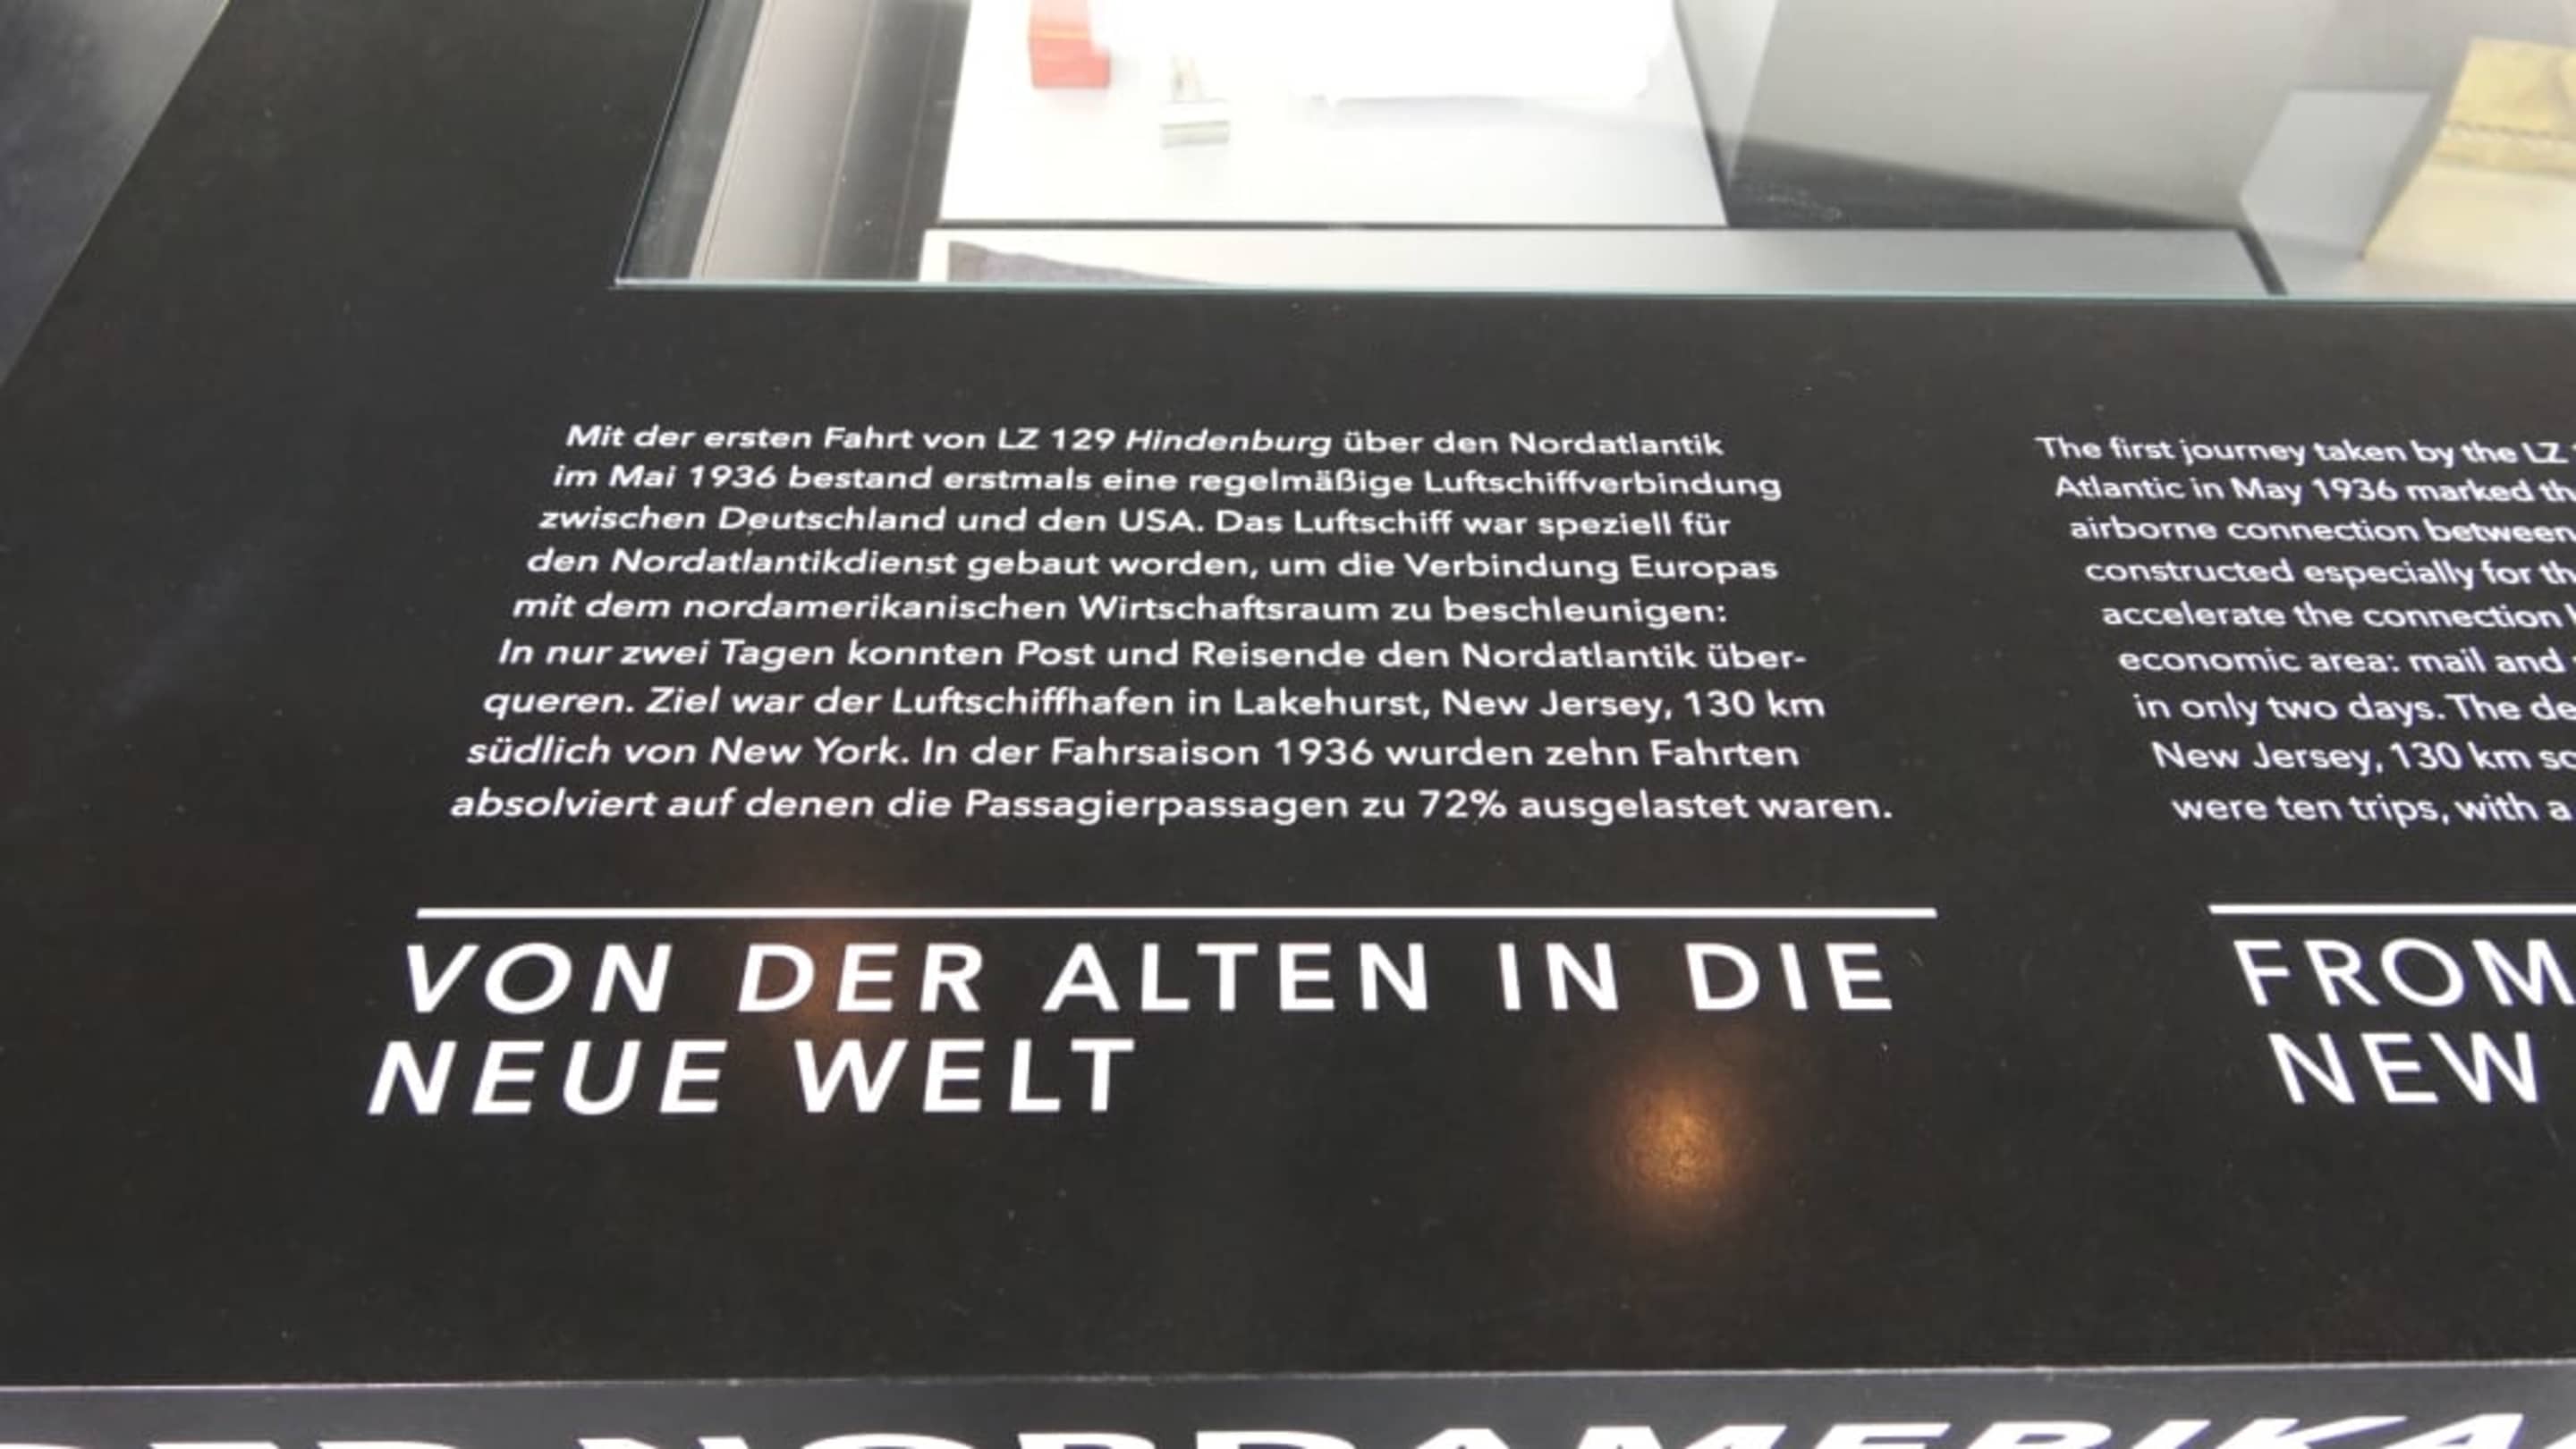 Mit der ersten Fahrt von LZ 129 Hindenburg über den Nordatlantik
im Mai 1936 bestand erstmals eine regelmäßige Luftschiffverbindung
zwischen Deutschland und den USA. Das Luftschiff war speziell für
den Nordatlantikdienst gebaut worden, um die Verbindung Europas
mit dem nordamerikanischen Wirtschaftsraum zu beschleunigen:
In nur zwei Tagen konnten Post und Reisende den Nordatlantik über-
queren. Ziel war der Luftschiffhafen in Lakehurst, New Jersey, 130 km
südlich von New York. In der Fahrsaison 1936 wurden zehn Fahrten
absolviert auf denen die Passagierpassagen zu 72% ausgelastet waren.
VON DER ALTEN IN DIE
NEUE WELT
The first journey taken by the LZ
Atlantic in May 1936 marked
airborne connection between
constructed especially for
accelerate the connection
economic area: mail and
in only two days. The
New Jersey, 130 km
were ten trips, with a
FROM
NEW
NORDAMERIKA